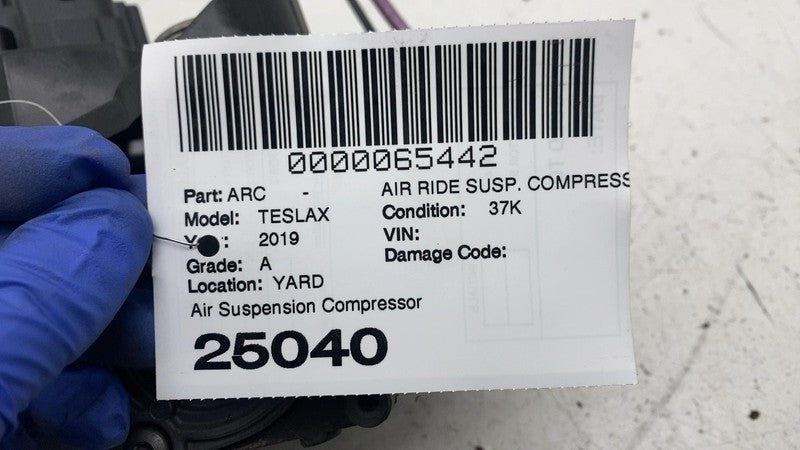 0000065442
Part: ARC - AIR RIDE SUSP. COMPRESS
Model: TESLAX Condition: 37K
2019 VIN:
Grade: A Damage Code:
Location: YARD
Air Suspension Compressor
25040